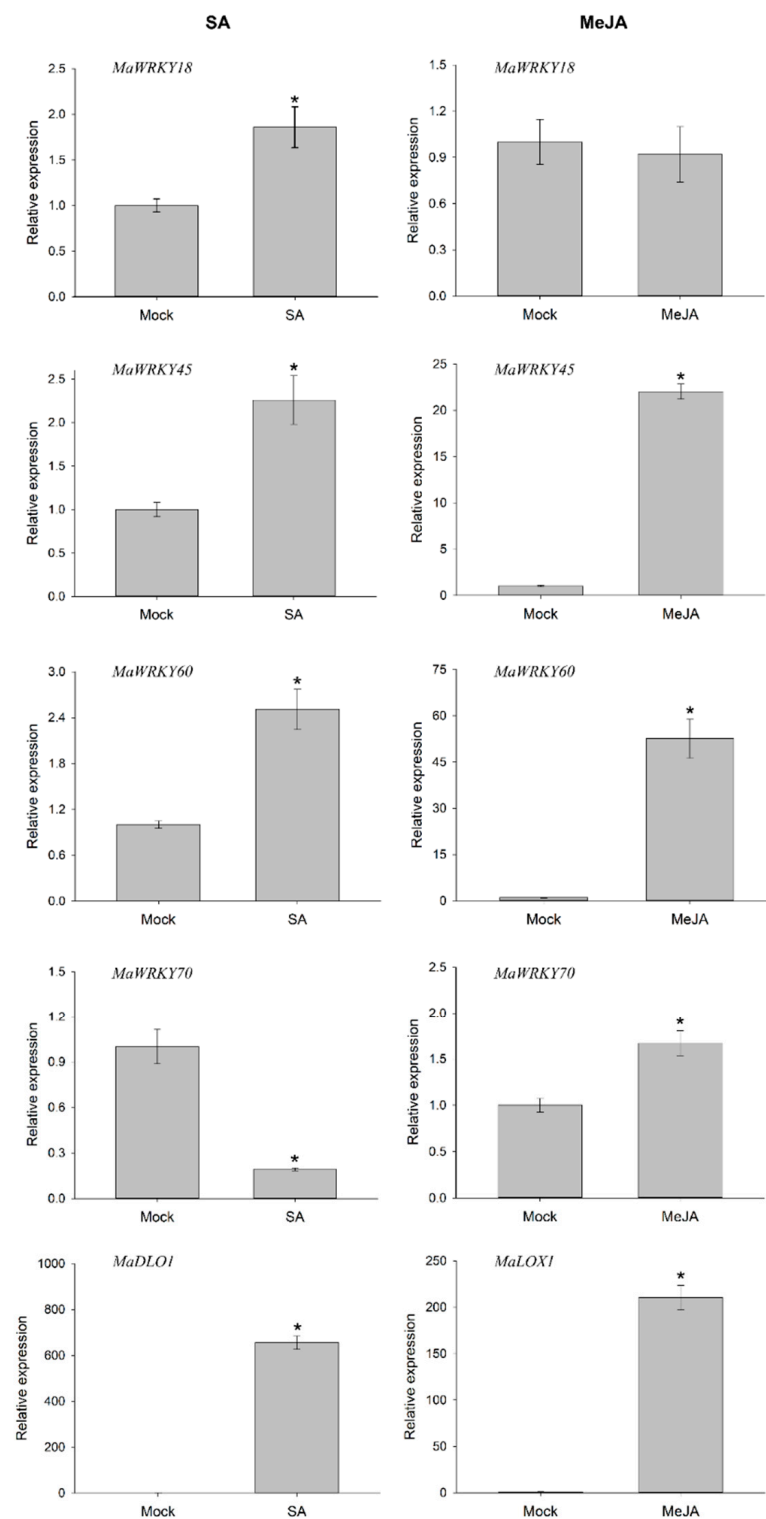 SA
MeJA
MaWRKY18
Relative expression
2.5
2.0
1.5
1.0
0.5
0.0
*
Mock
SA
MaWRKY18
Relative expression
1.5
1.2
0.9
0.6
0.3
0.0
Mock
MeJA
MaWRKY45
Relative expression
2.5
2.0
1.5
1.0
0.5
0.0
*
Mock
SA
MaWRKY45
Relative expression
25
20
15
10
5
0
*
Mock
MeJA
MaWRKY60
Relative expression
3.0
2.4
1.8
1.2
0.6
0.0
*
Mock
SA
MaWRKY60
Relative expression
75
60
45
30
15
0
*
Mock
MeJA
MaWRKY70
Relative expression
1.5
1.2
0.9
0.6
0.3
0.0
*
Mock
SA
MaWRKY70
Relative expression
2.5
2.0
1.5
1.0
0.5
0.0
*
Mock
MeJA
MaDLO1
Relative expression
1000
800
600
400
200
0
*
Mock
SA
MaLOX1
Relative expression
250
200
150
100
50
0
*
Mock
MeJA